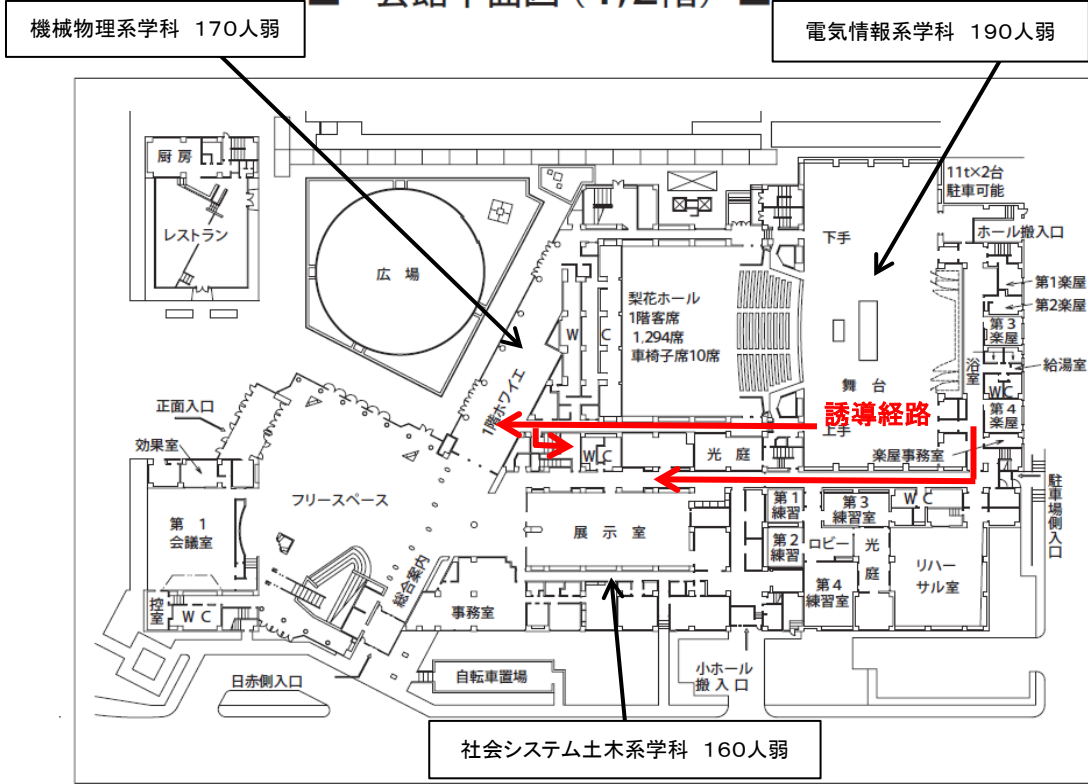 ■ 会館平面図(1,2階) ■
機械物理系学科 170人弱
電気情報系学科 190人弱
厨房
レストラン
広場
11t×2台
駐車可能
ホール搬入口
下手
梨花ホール
1階客席
1,294席
車椅子席10席
W C
第1楽屋
第2楽屋
第3
楽屋
給湯室
浴室
WC
第4
楽屋
楽屋事務室
舞台
上手
誘導経路
1階ホワイエ
正面入口
効果室
WC
光庭
駐車場側入口
フリースペース
第1
会議室
展示室
第1
練習
第2
練習
第3
練習室
WC
ロビー
光庭
リハー
サル室
第4
練習室
総合案内
事務室
控室
WC
日赤側入口
自転車置場
小ホール
搬入口
社会システム土木系学科 160人弱